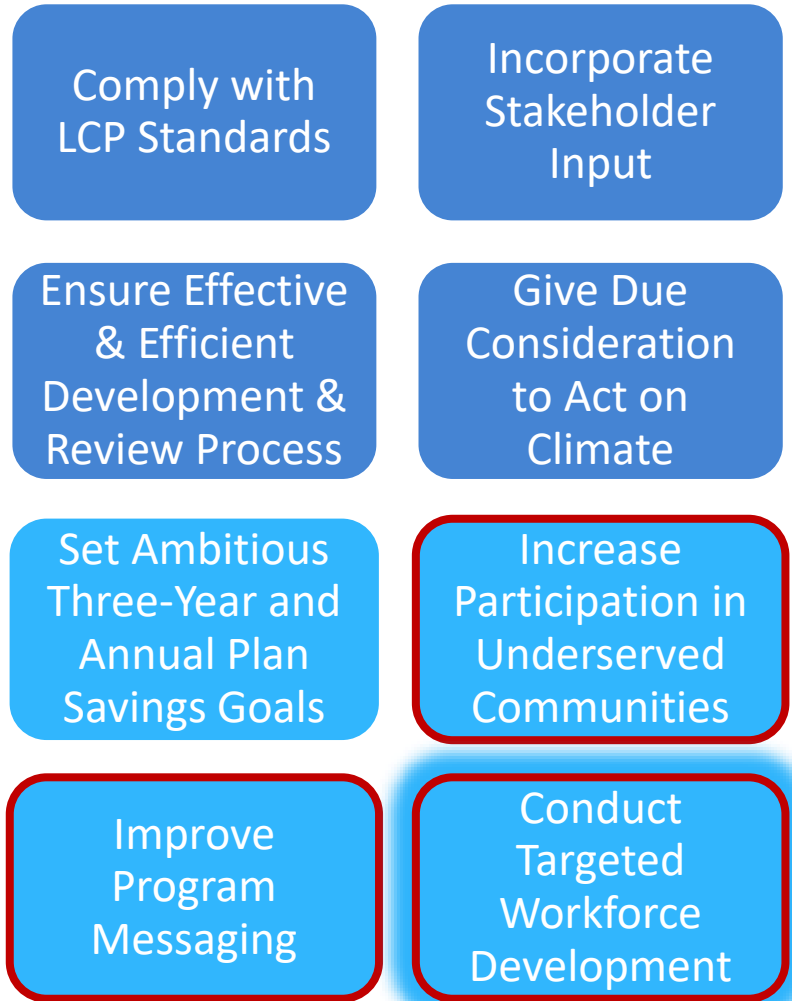 Comply with
LCP Standards
Incorporate
Stakeholder
Input
Ensure Effective
& Efficient
Development &
Review Process
Give Due
Consideration
to Act on
Climate
Set Ambitious
Three-Year and
Annual Plan
Savings Goals
Increase
Participation in
Underserved
Communities
Improve
Program
Messaging
Conduct
Targeted
Workforce
Development